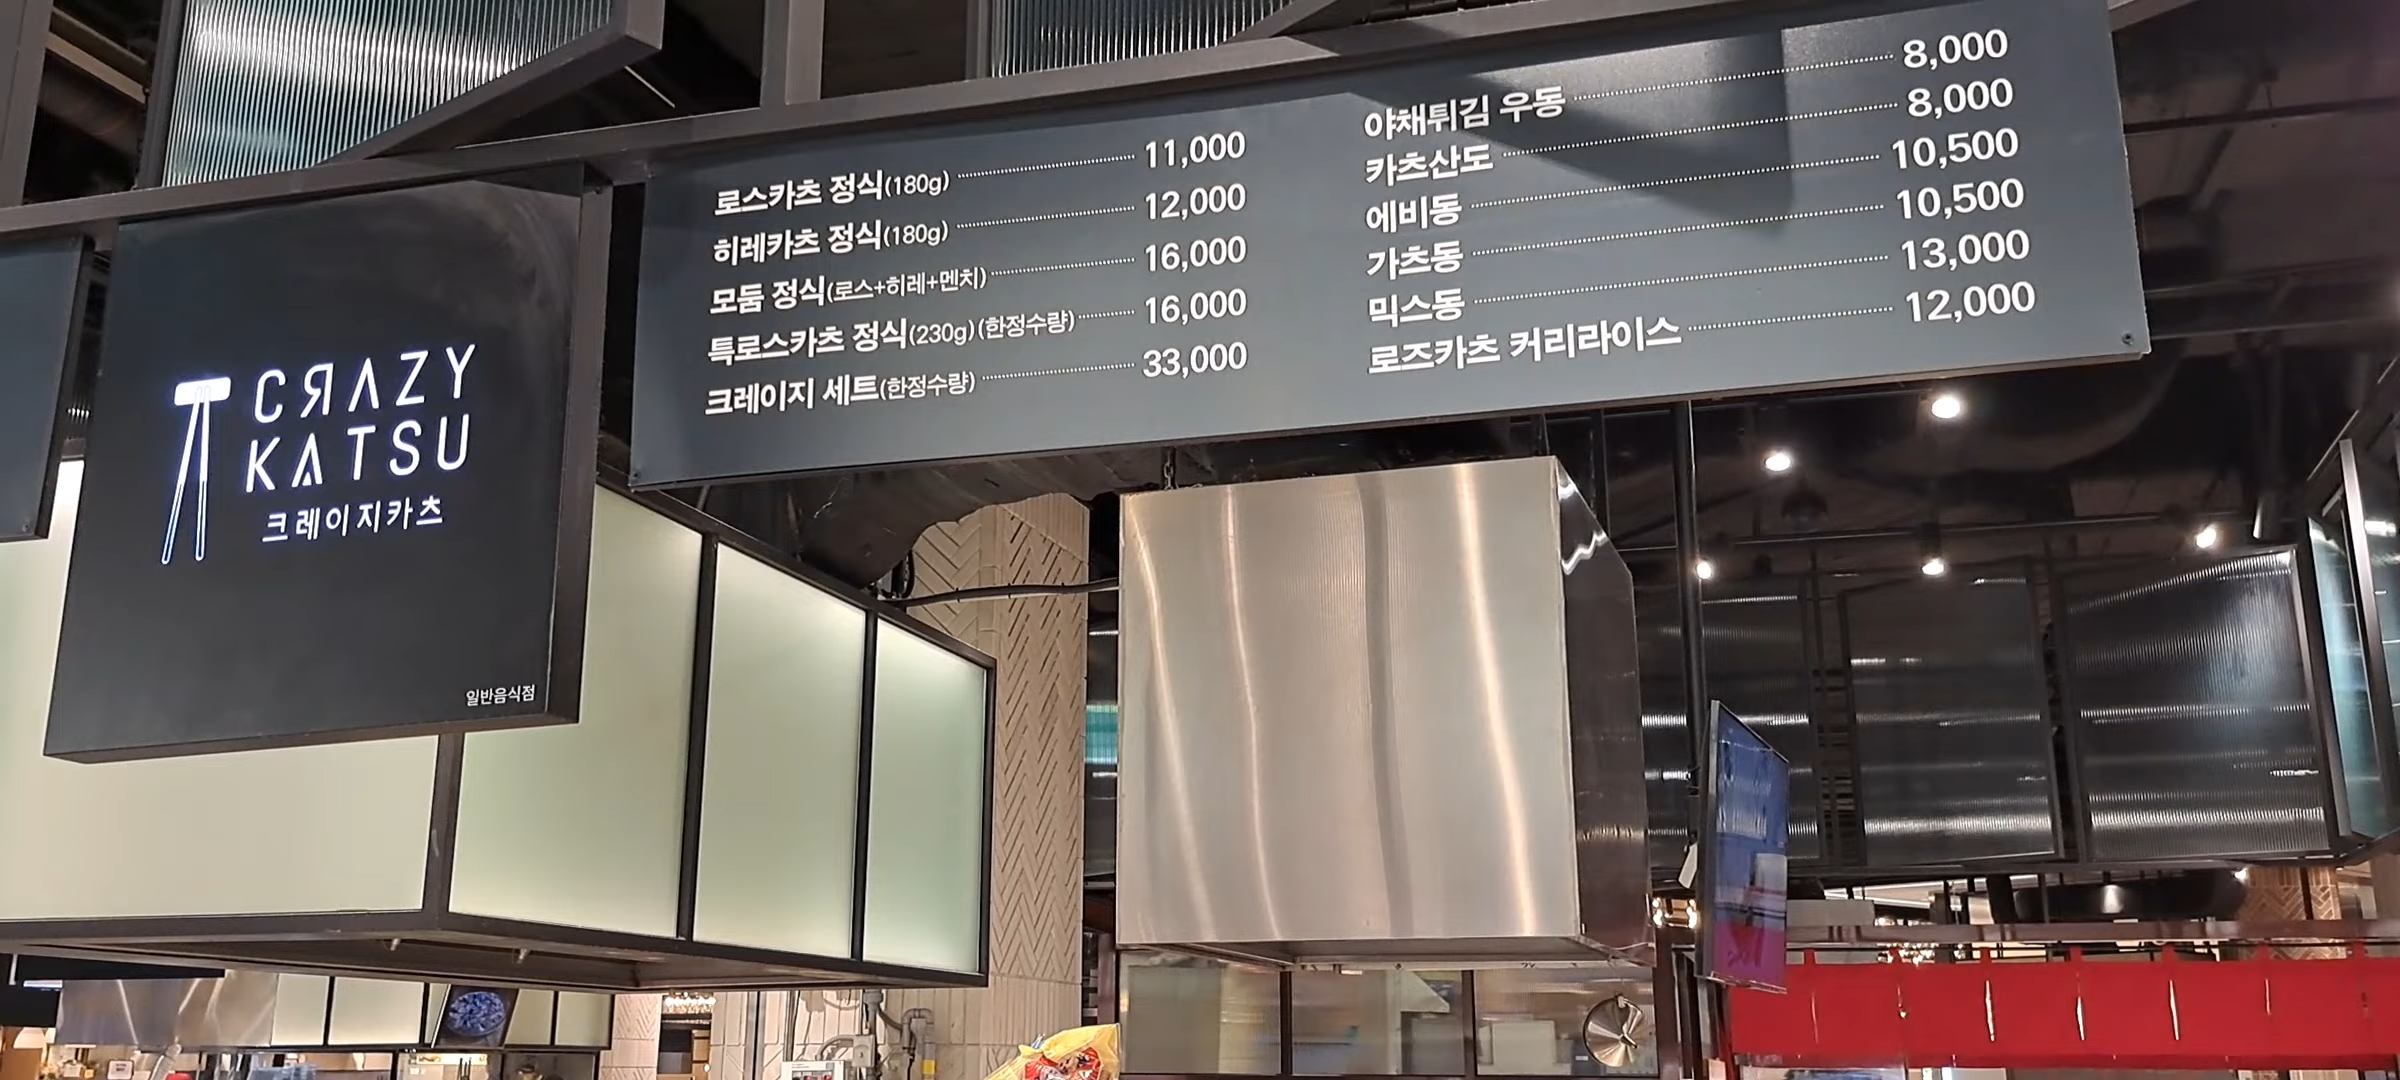 CRAZY
KATSU
크레이지카츠
일반음식점
로스카츠 정식(180g) 11,000
히레카츠 정식(180g) 12,000
모둠 정식(로스+히레+멘치) 16,000
특로스카츠 정식(230g)(한정수량) 16,000
크레이지 세트(한정수량) 33,000
야채튀김 우동 8,000
카츠산도 8,000
에비동 10,500
가츠동 10,500
믹스동 13,000
로즈카츠 커리라이스 12,000